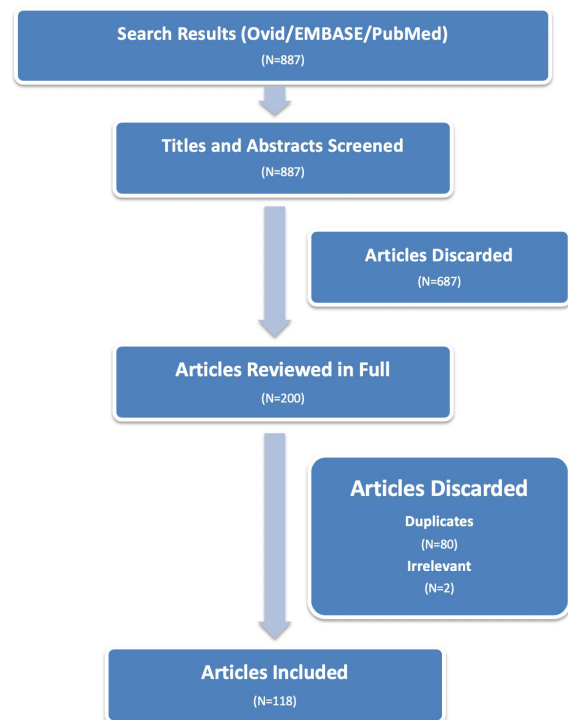 Search Results (Ovid/EMBASE/PubMed)
(N=887)
Titles and Abstracts Screened
(N=887)
Articles Discarded
(N=687)
Articles Reviewed in Full
(N=200)
Articles Discarded
Duplicates
(N=80)
Irrelevant
(N=2)
Articles Included
(N=118)